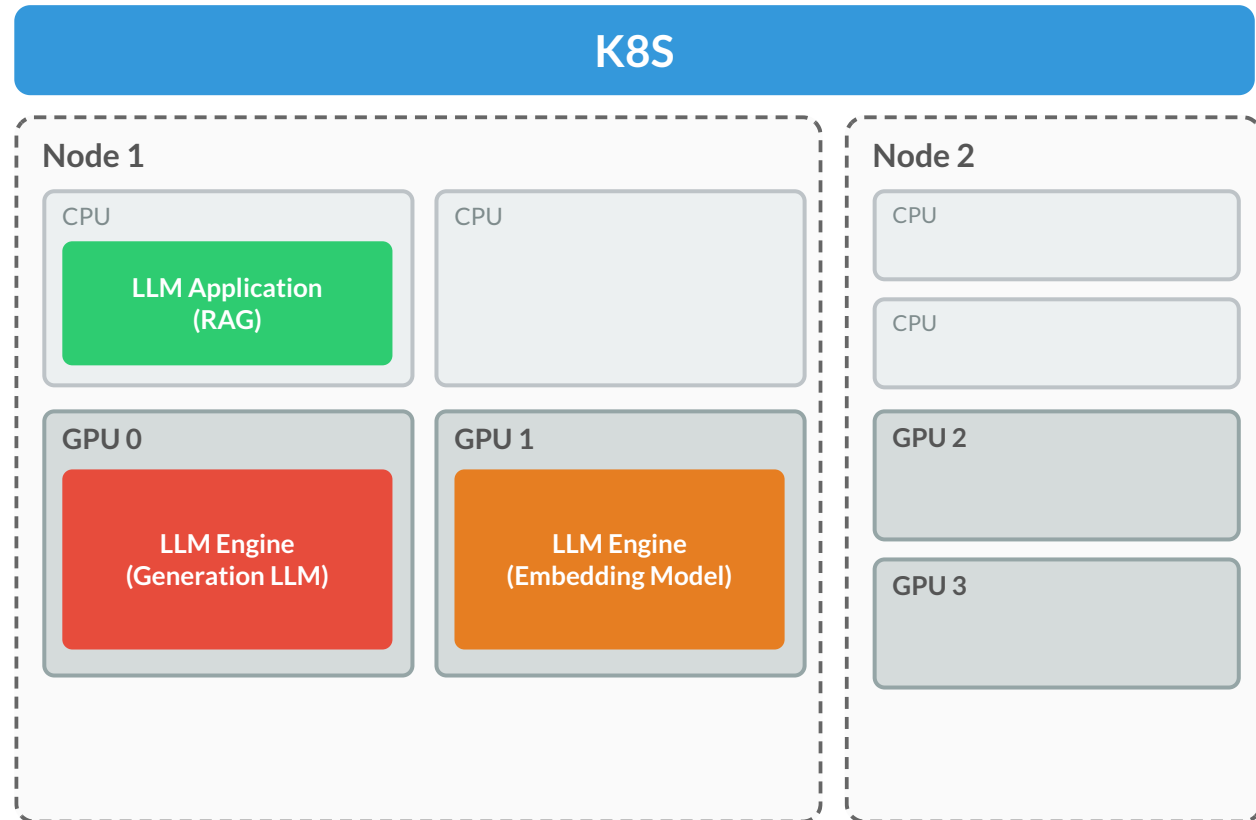 K8S
Node 1
CPU
LLM Application
(RAG)
CPU
GPU 0
LLM Engine
(Generation LLM)
GPU 1
LLM Engine
(Embedding Model)
Node 2
CPU
CPU
GPU 2
GPU 3